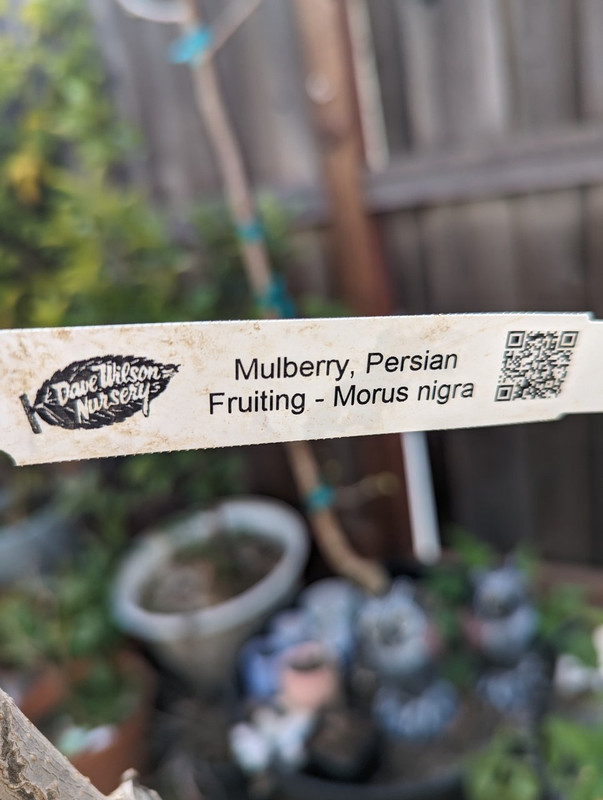 Dave Wilson
Nursery
Mulberry, Persian
Fruiting - Morus nigra